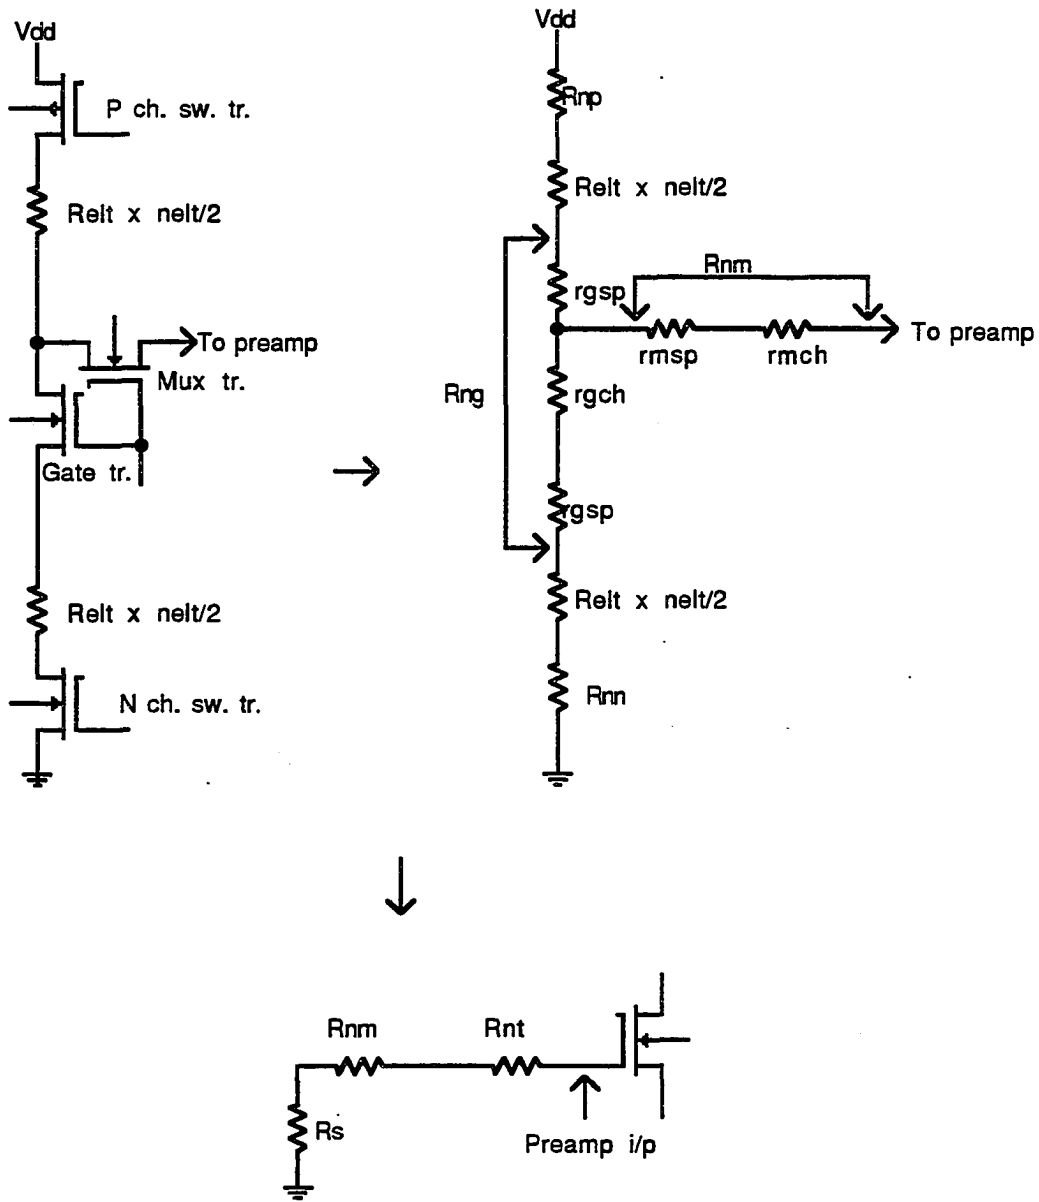 Vdd
P ch. sw. tr.
Relt x nelt/2
To preamp
Mux tr.
Gate tr.
Relt x nelt/2
N ch. sw. tr.
Vdd
Rnp
Relt x nelt/2
Rnm
rgsp
rmsp
rmch
To preamp
Rng
rgch
rgsp
Relt x nelt/2
Rnn
Rnm
Rnt
Rs
Preamp i/p